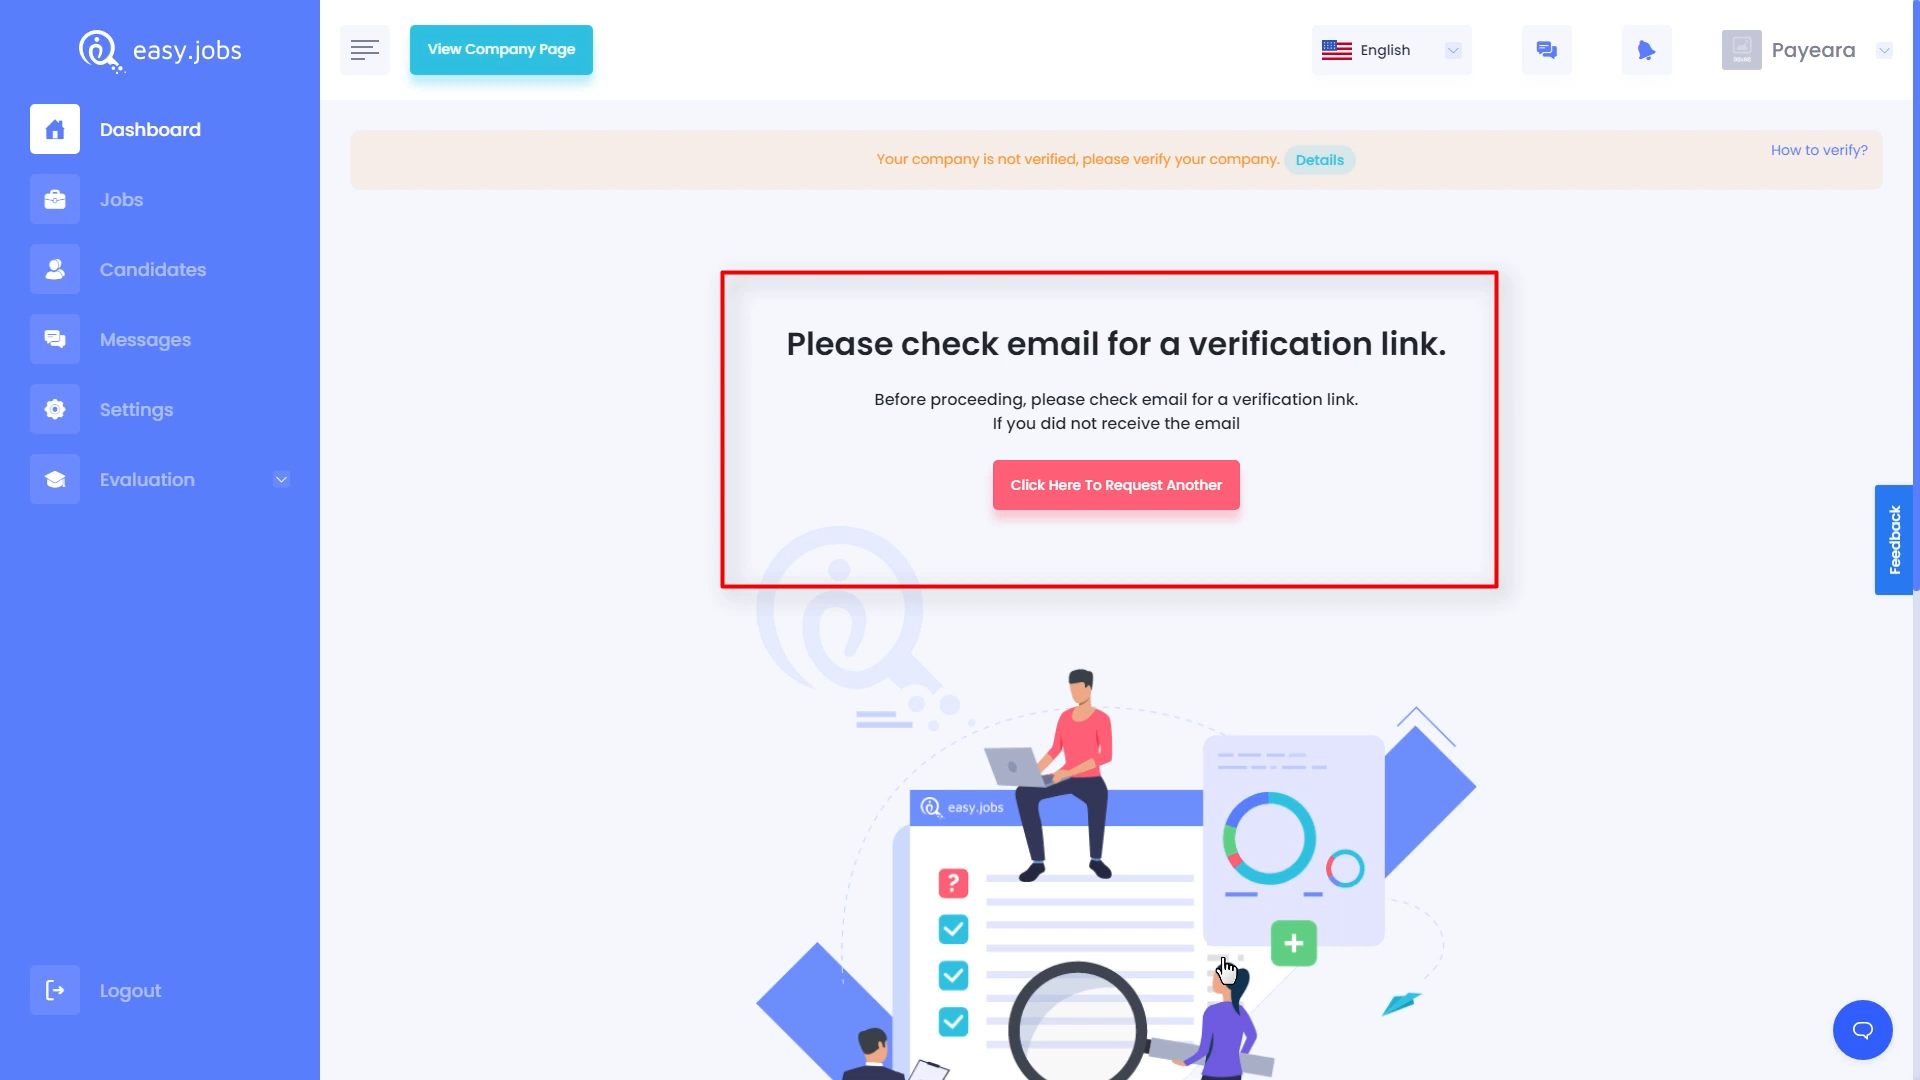 easy.jobs
View Company Page
English
Payeara
Dashboard
Jobs
Candidates
Messages
Settings
Evaluation
Logout
Your company is not verified, please verify your company. Details
How to verify?
Please check email for a verification link.
Before proceeding, please check email for a verification link.
If you did not receive the email
Click Here To Request Another
Feedback
easy.jobs
?